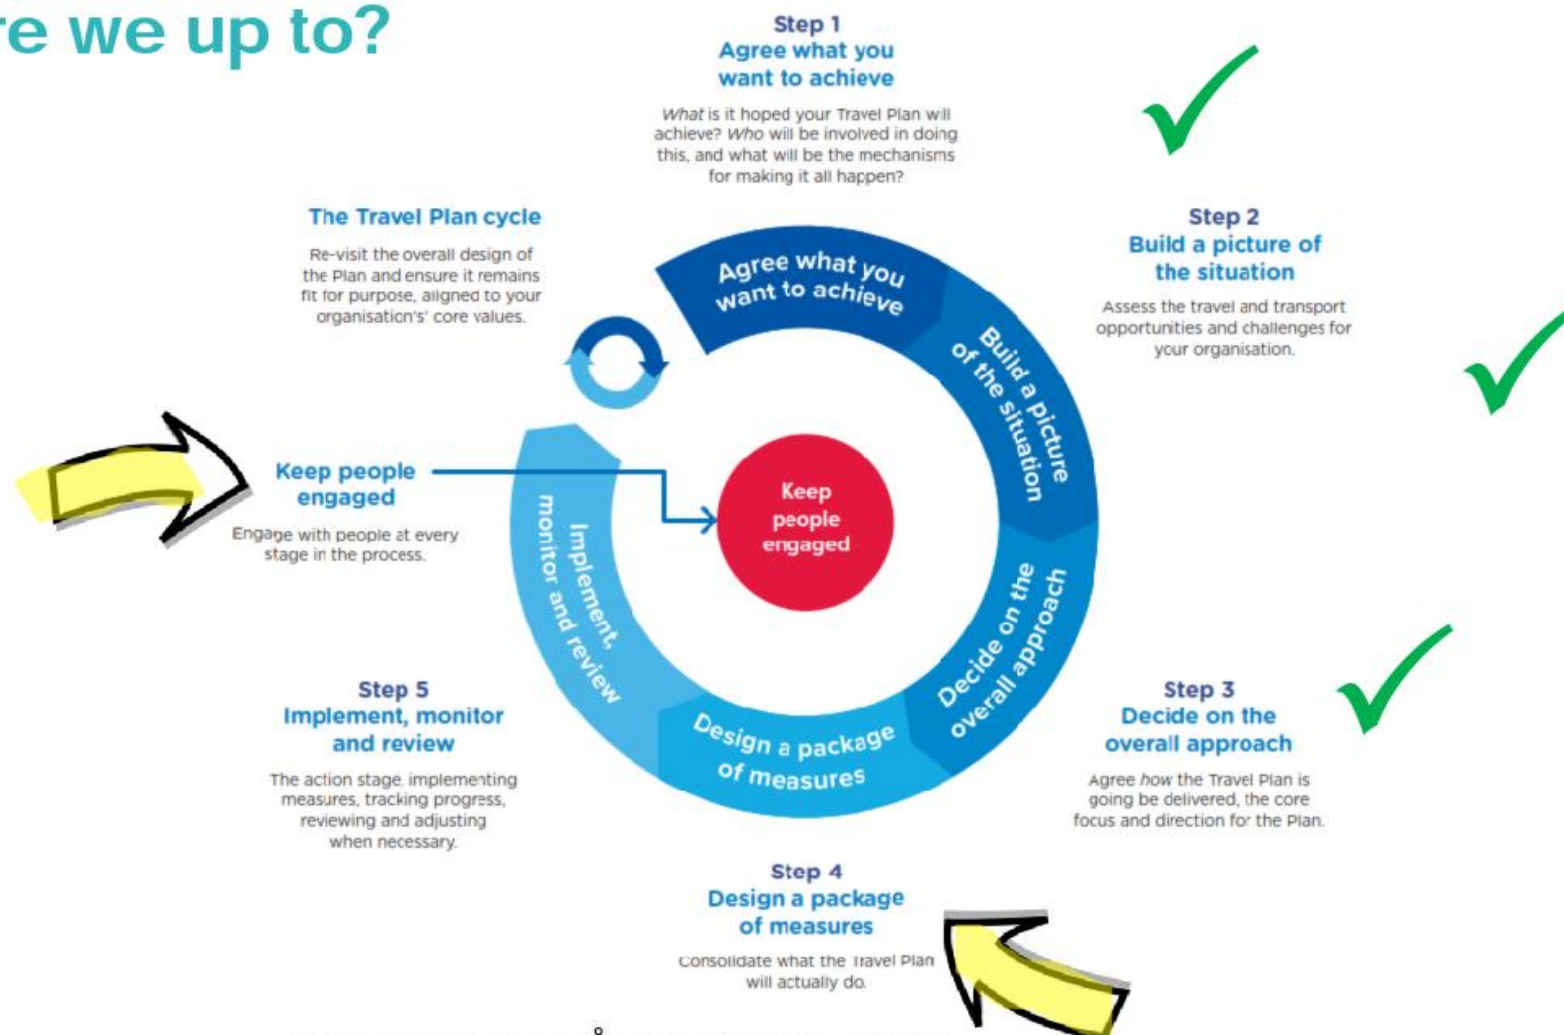 re we up to?
Step 1
Agree what you
want to achieve
What is it hoped your Travel Plan will
achieve? Who will be involved in doing
this, and what will be the mechanisms
for making it all happen?
The Travel Plan cycle
Re-visit the overall design of
the Plan and ensure it remains
fit for purpose, aligned to your
organisation's' core values.
Step 2
Build a picture of
the situation
Assess the travel and transport
opportunities and challenges for
your organisation.
Agree what you
want to achieve
Build a picture
of the situation
Decide on the
overall approach
Design a package
of measures
Implement,
monitor and review
Keep
people
engaged
Keep people
engaged
Engage with people at every
stage in the process.
Step 3
Decide on the
overall approach
Agree how the Travel Plan is
going be delivered, the core
focus and direction for the Plan.
Step 5
Implement, monitor
and review
The action stage, implementing
measures, tracking progress,
reviewing and adjusting
when necessary.
Step 4
Design a package
of measures
Consolidate what the Travel Plan
will actually do.